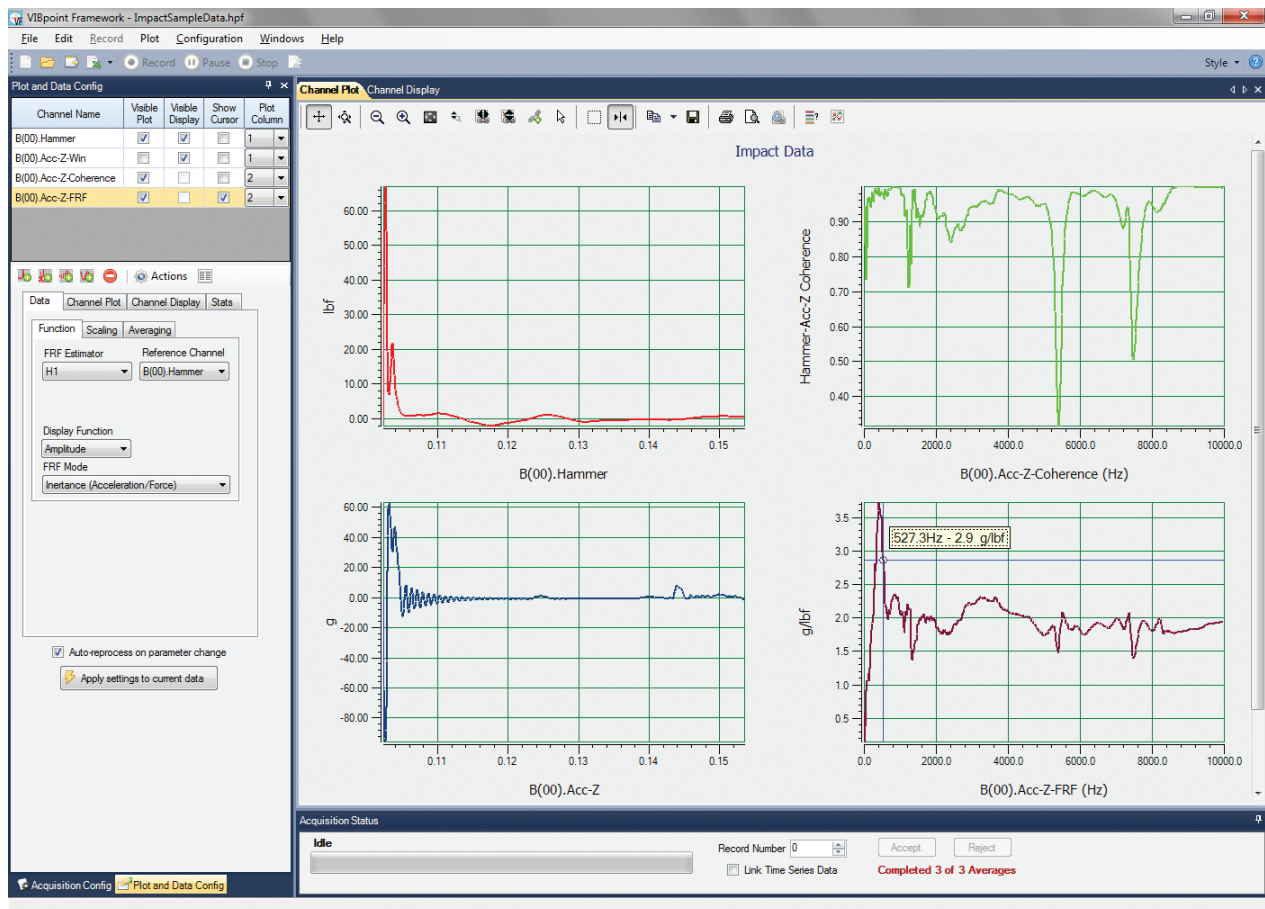 VIBpoint Framework - ImpactSampleData.hpf
File Edit Record Plot Configuration Windows Help
Record Pause Stop Style
Plot and Data Config
Channel Name Visible Plot Visible Display Show Cursor Plot Column
B(00).Hammer 1
B(00).Acc-Z-Win 1
B(00).Acc-Z-Coherence 2
B(00).Acc-Z-FRF 2
Actions
Data Channel Plot Channel Display Stats
Function Scaling Averaging
FRF Estimator Reference Channel
H1 B(00).Hammer
Display Function
Amplitude
FRF Mode
Inertance (Acceleration/Force)
Auto-reprocess on parameter change
Apply settings to current data
Acquisition Config Plot and Data Config
Channel Plot Channel Display
Impact Data
lbf
60.00
50.00
40.00
30.00
20.00
10.00
0.00
0.11 0.12 0.13 0.14 0.15
B(00).Hammer
Hammer-Acc-Z Coherence
0.90
0.80
0.70
0.60
0.50
0.40
0.0 2000.0 4000.0 6000.0 8000.0 10000.0
B(00).Acc-Z-Coherence (Hz)
g
60.00
40.00
20.00
0.00
-20.00
-40.00
-60.00
-80.00
0.11 0.12 0.13 0.14 0.15
B(00).Acc-Z
g/lbf
3.5
527.3Hz - 2.9 g/lbf
3.0
2.5
2.0
1.5
1.0
0.5
0.0 2000.0 4000.0 6000.0 8000.0 10000.0
B(00).Acc-Z-FRF (Hz)
Acquisition Status
Idle
Record Number 0 Accept Reject
Link Time Series Data Completed 3 of 3 Averages